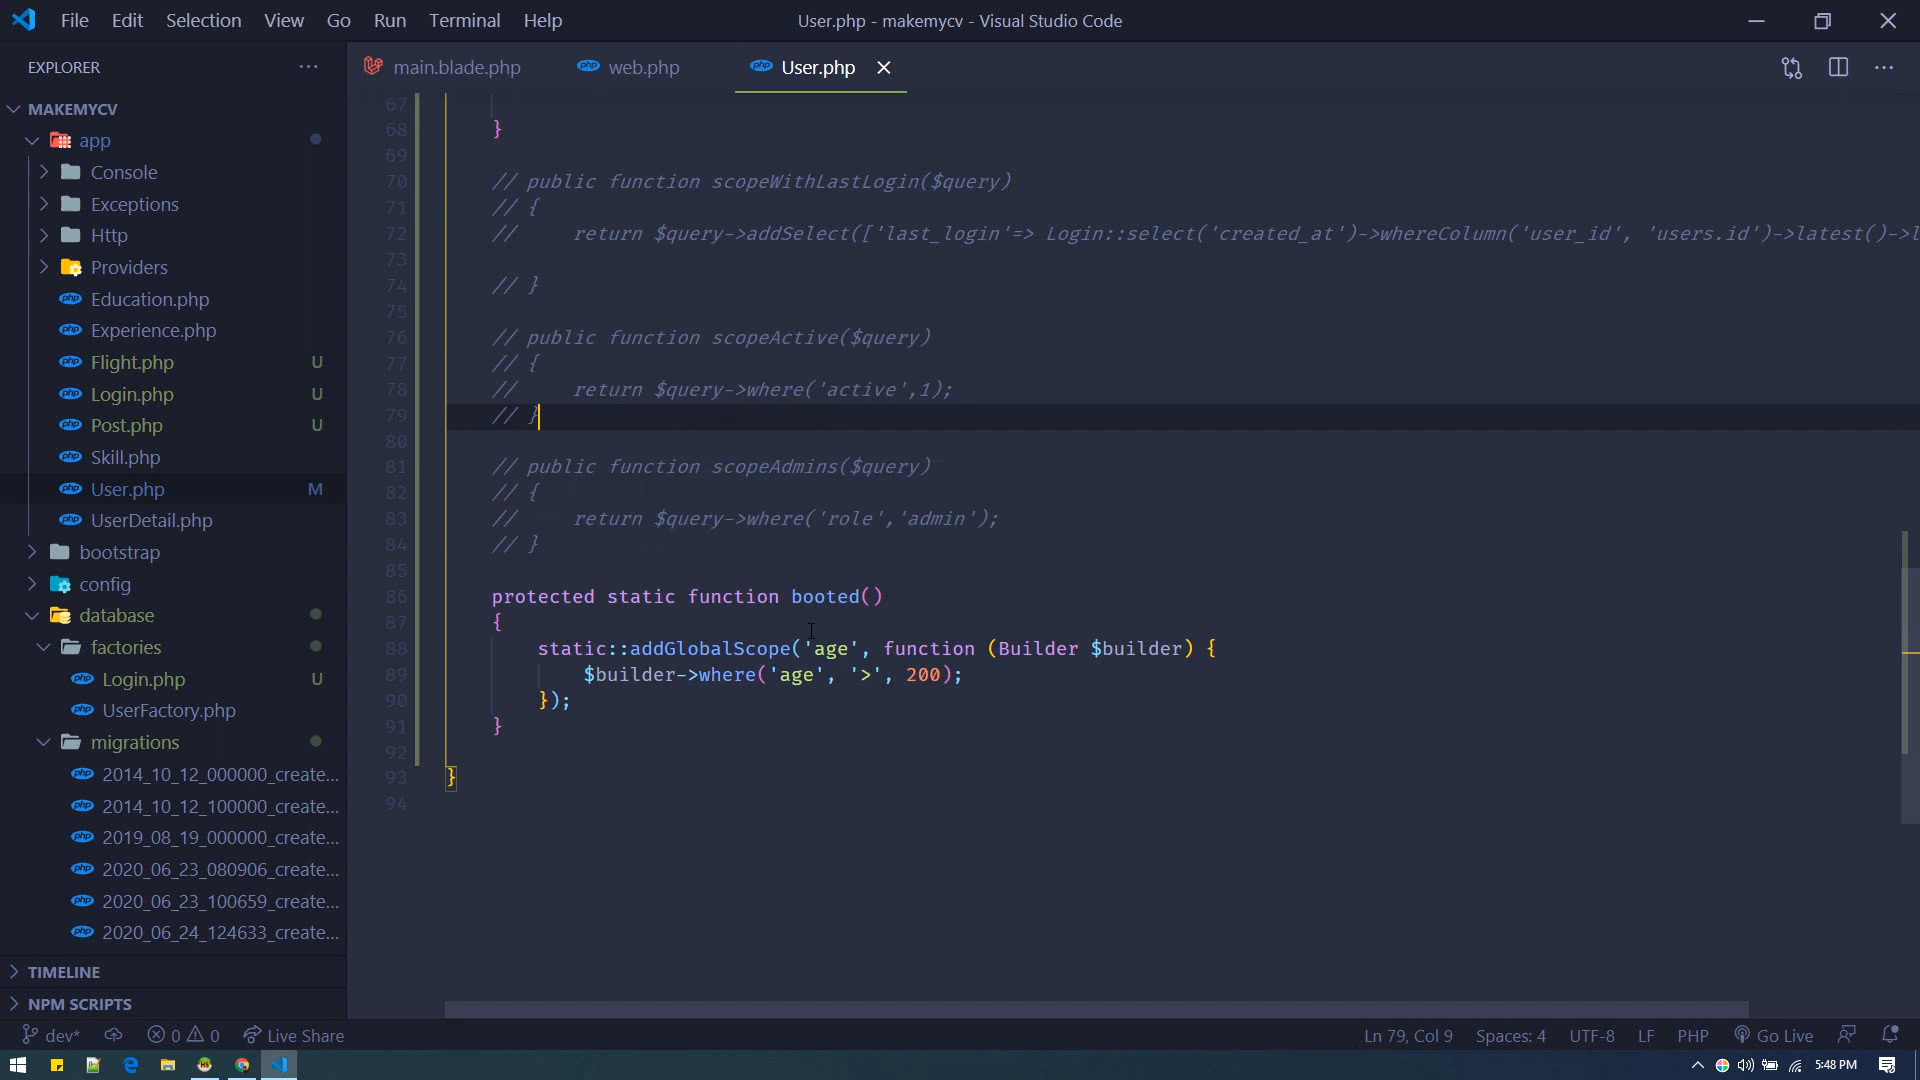 File Edit Selection View Go Run Terminal Help
User.php - makemycv - Visual Studio Code
EXPLORER
main.blade.php
web.php
User.php
MAKEMYCV
app
Console
Exceptions
Http
Providers
Education.php
Experience.php
Flight.php U
Login.php U
Post.php U
Skill.php
User.php M
UserDetail.php
bootstrap
config
database
factories
Login.php U
UserFactory.php
migrations
2014_10_12_000000_create...
2014_10_12_100000_create...
2019_08_19_000000_create...
2020_06_23_080906_create...
2020_06_23_100659_create...
2020_06_24_124633_create...
TIMELINE
NPM SCRIPTS
67
68 }
69
70 // public function scopeWithLastLogin($query)
71 // {
72 // return $query->addSelect(['last_login'=> Login::select('created_at')->whereColumn('user_id', 'users.id')->latest()->l
73
74 // }
75
76 // public function scopeActive($query)
77 // {
78 // return $query->where('active',1);
79 // }
80
81 // public function scopeAdmins($query)
82 // {
83 // return $query->where('role','admin');
84 // }
85
86 protected static function booted()
87 {
88 static::addGlobalScope('age', function (Builder $builder) {
89 $builder->where('age', '>', 200);
90 });
91 }
92
93 }
94
dev* 0 0 Live Share
Ln 79, Col 9 Spaces: 4 UTF-8 LF PHP Go Live
5:48 PM